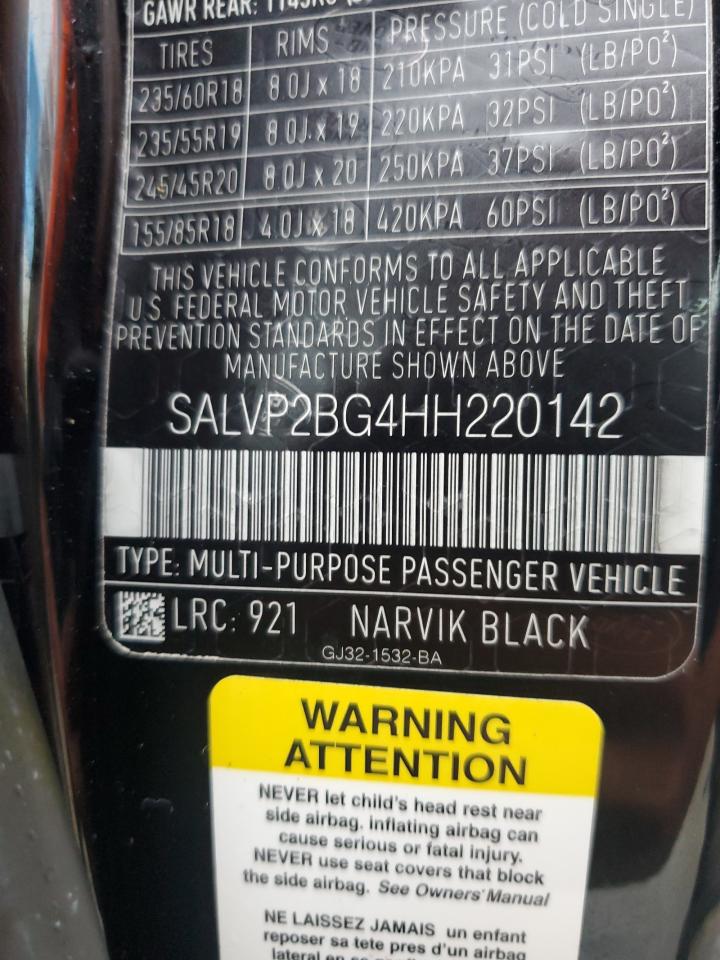 GAWR REAR: 1145KG
TIRES RIMS PRESSURE (COLD SINGLE)
235/60R18 8.0J x 18 210KPA 31PSI (LB/PO²)
235/55R19 8.0J x 19 220KPA 32PSI (LB/PO²)
245/45R20 8.0J x 20 250KPA 37PSI (LB/PO²)
155/85R18 4.0J x 18 420KPA 60PSI (LB/PO²)
THIS VEHICLE CONFORMS TO ALL APPLICABLE
U.S. FEDERAL MOTOR VEHICLE SAFETY AND THEFT
PREVENTION STANDARDS IN EFFECT ON THE DATE OF
MANUFACTURE SHOWN ABOVE
SALVP2BG4HH220142
TYPE: MULTI-PURPOSE PASSENGER VEHICLE
LRC: 921 NARVIK BLACK
GJ32-1532-BA
WARNING
ATTENTION
NEVER let child's head rest near
side airbag. inflating airbag can
cause serious or fatal injury.
NEVER use seat covers that block
the side airbag. See Owners' Manual
NE LAISSEZ JAMAIS un enfant
reposer sa tete pres d'un airbag
lateral en se